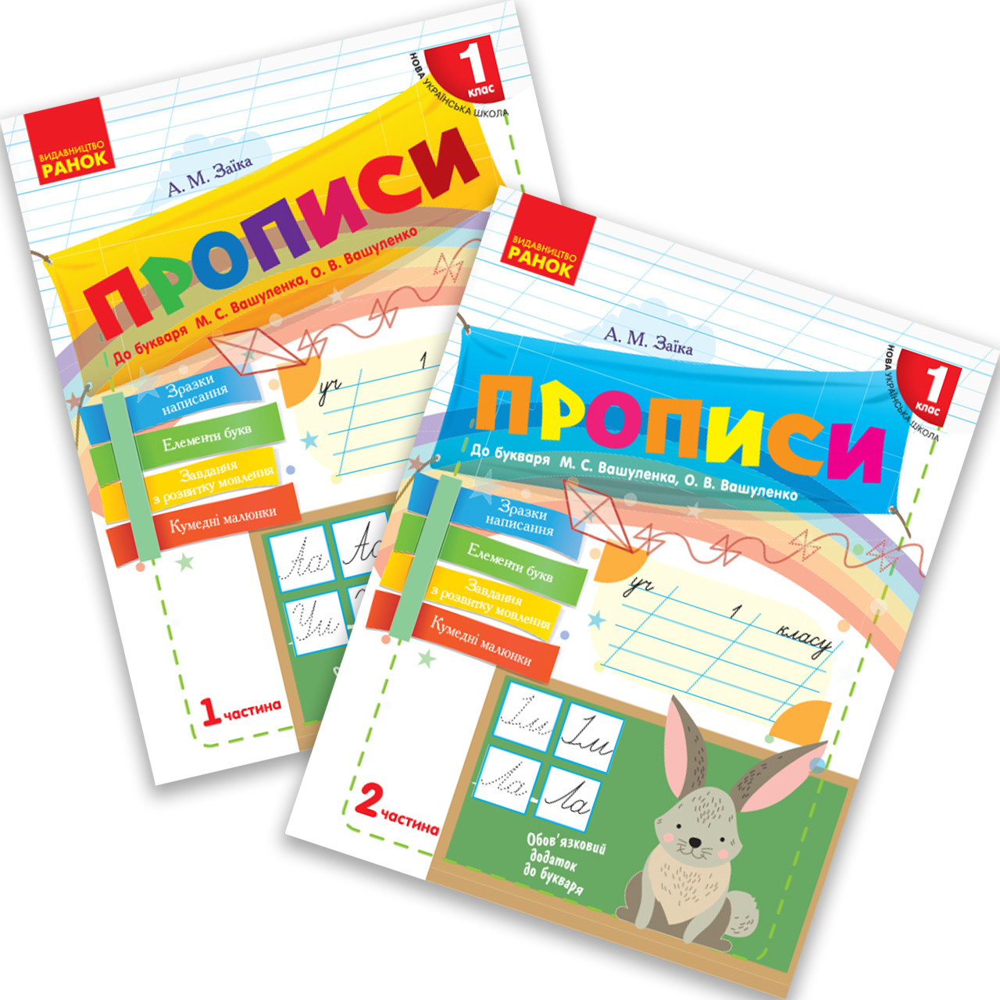 ВИДАВНИЦТВО
РАНОК
1
клас
НОВА УКРАЇНСЬКА ШКОЛА
А. М. Заїка
ПРОПИСИ
До букваря М. С. Вашуленка, О. В. Вашуленко
Зразки
написання
Елементи букв
Завдання
з розвитку мовлення
Кумедні малюнки
уч
1
Аа
Ас
Уи
1 частина
ВИДАВНИЦТВО
РАНОК
1
клас
НОВА УКРАЇНСЬКА ШКОЛА
А. М. Заїка
ПРОПИСИ
До букваря М. С. Вашуленка, О. В. Вашуленко
Зразки
написання
Елементи букв
Завдання
з розвитку мовлення
Кумедні малюнки
уч
1
класу
Ла
Ла
2 частина
Обов'язковий
додаток
до букваря